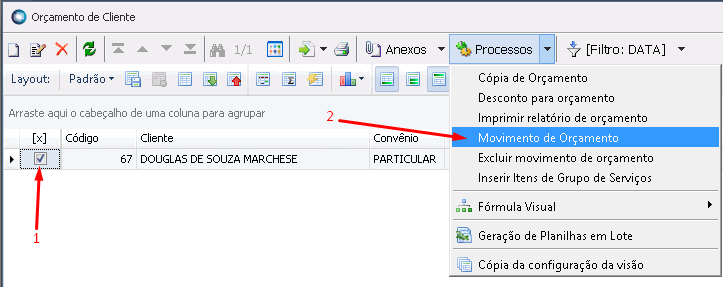 Orçamento de Cliente
[x] 1/1 Anexos Processos [Filtro: DATA]
Layout: Padrão
Cópia de Orçamento
Desconto para orçamento
Arraste aqui o cabeçalho de uma coluna para agrupar
Imprimir relatório de orçamento
2
[x] Código Cliente Convênio
Movimento de Orçamento
67 DOUGLAS DE SOUZA MARCHESE PARTICULAR
Excluir movimento de orçamento
Inserir Itens de Grupo de Serviços
Fórmula Visual
1
Geração de Planilhas em Lote
Cópia da configuração da visão